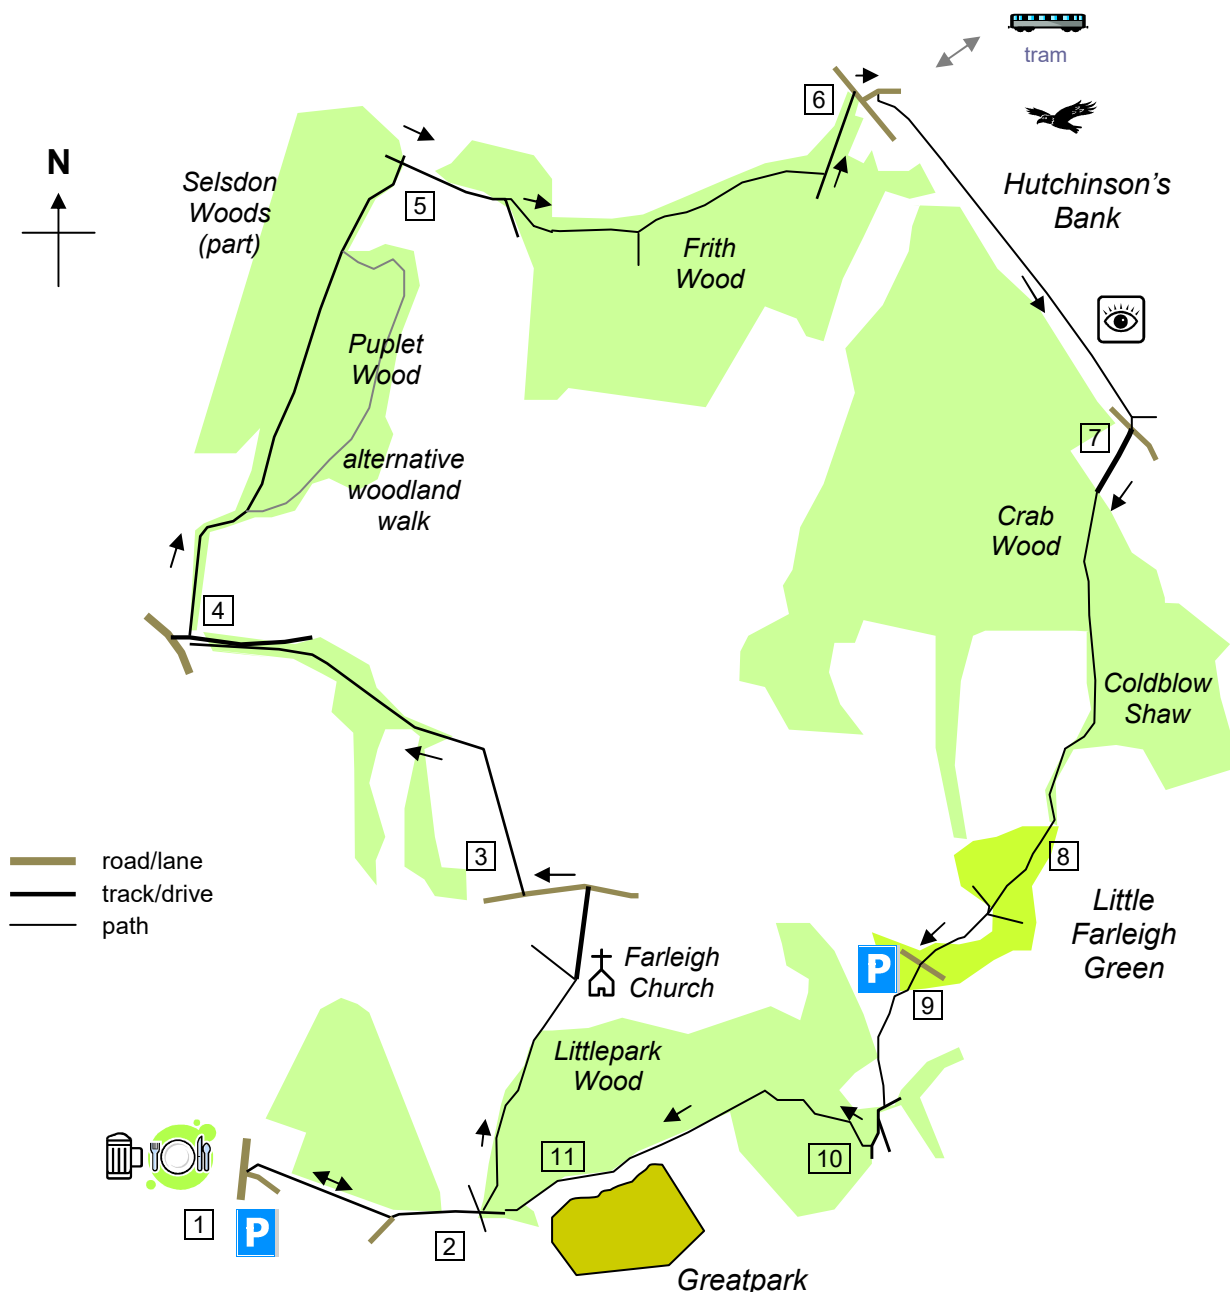 tram
6
N
Selsdon
Woods
(part)
5
Hutchinson's
Bank
Frith
Wood
Puplet
Wood
7
alternative
woodland
walk
Crab
Wood
4
Coldblow
Shaw
3
8
road/lane
track/drive
path
Little
Farleigh
Green
Farleigh
Church
P
9
Littlepark
Wood
11
10
1
P
2
Greatpark